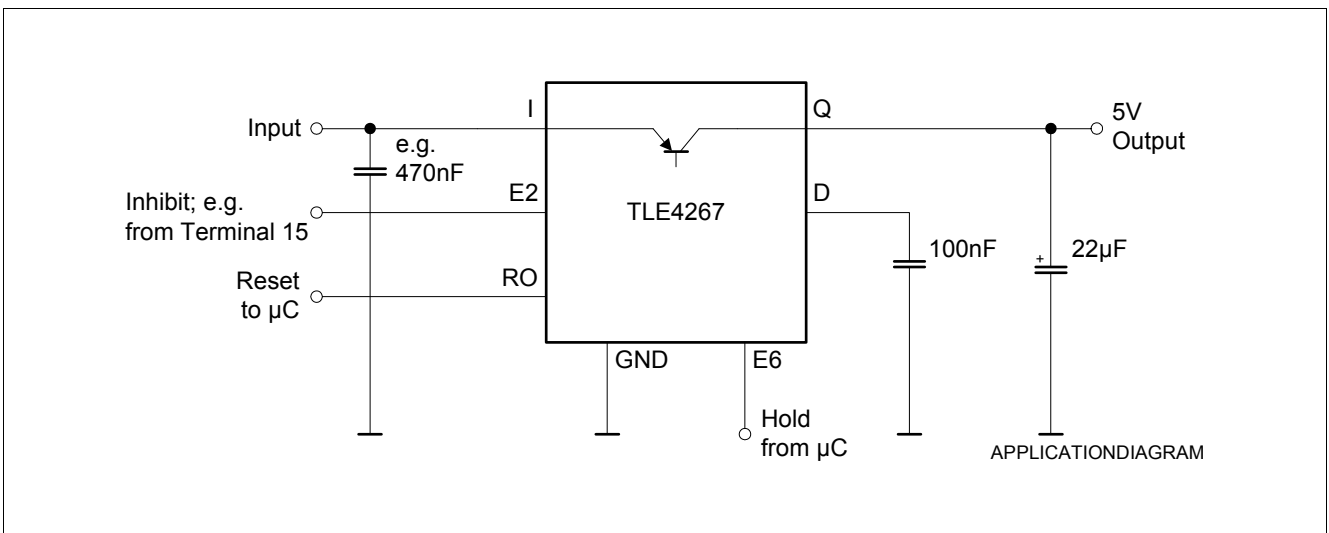 I
Q
5V
Output
Input
e.g.
470nF
E2
TLE4267
D
Inhibit; e.g.
from Terminal 15
100nF
+
22µF
Reset
to µC
RO
GND
E6
Hold
from µC
APPLICATIONDIAGRAM